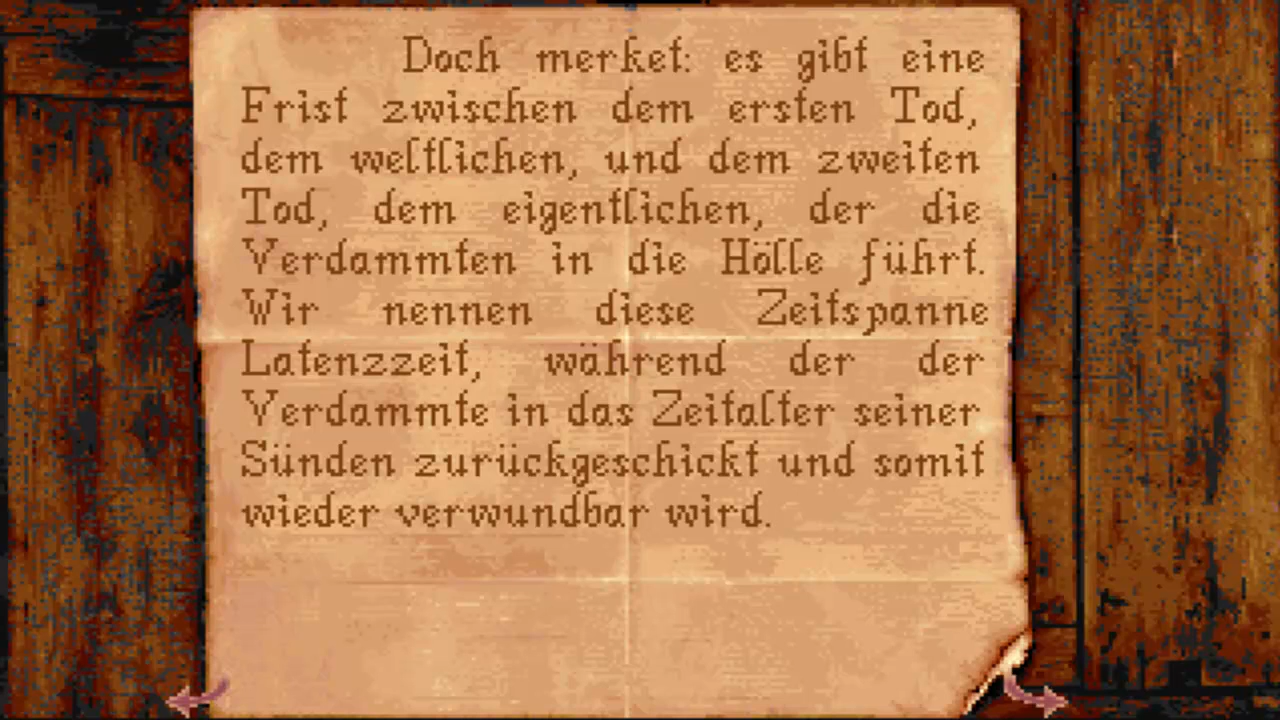 Doch merket: es gibt eine
Frist zwischen dem ersten Tod,
dem weltlichen, und dem zweiten
Tod, dem eigentlichen, der die
Verdammten in die Hölle führt.
Wir nennen diese Zeitspanne
Latenzzeit, während der der
Verdammte in das Zeitalter seiner
Sünden zurückgeschickt und somit
wieder verwundbar wird.